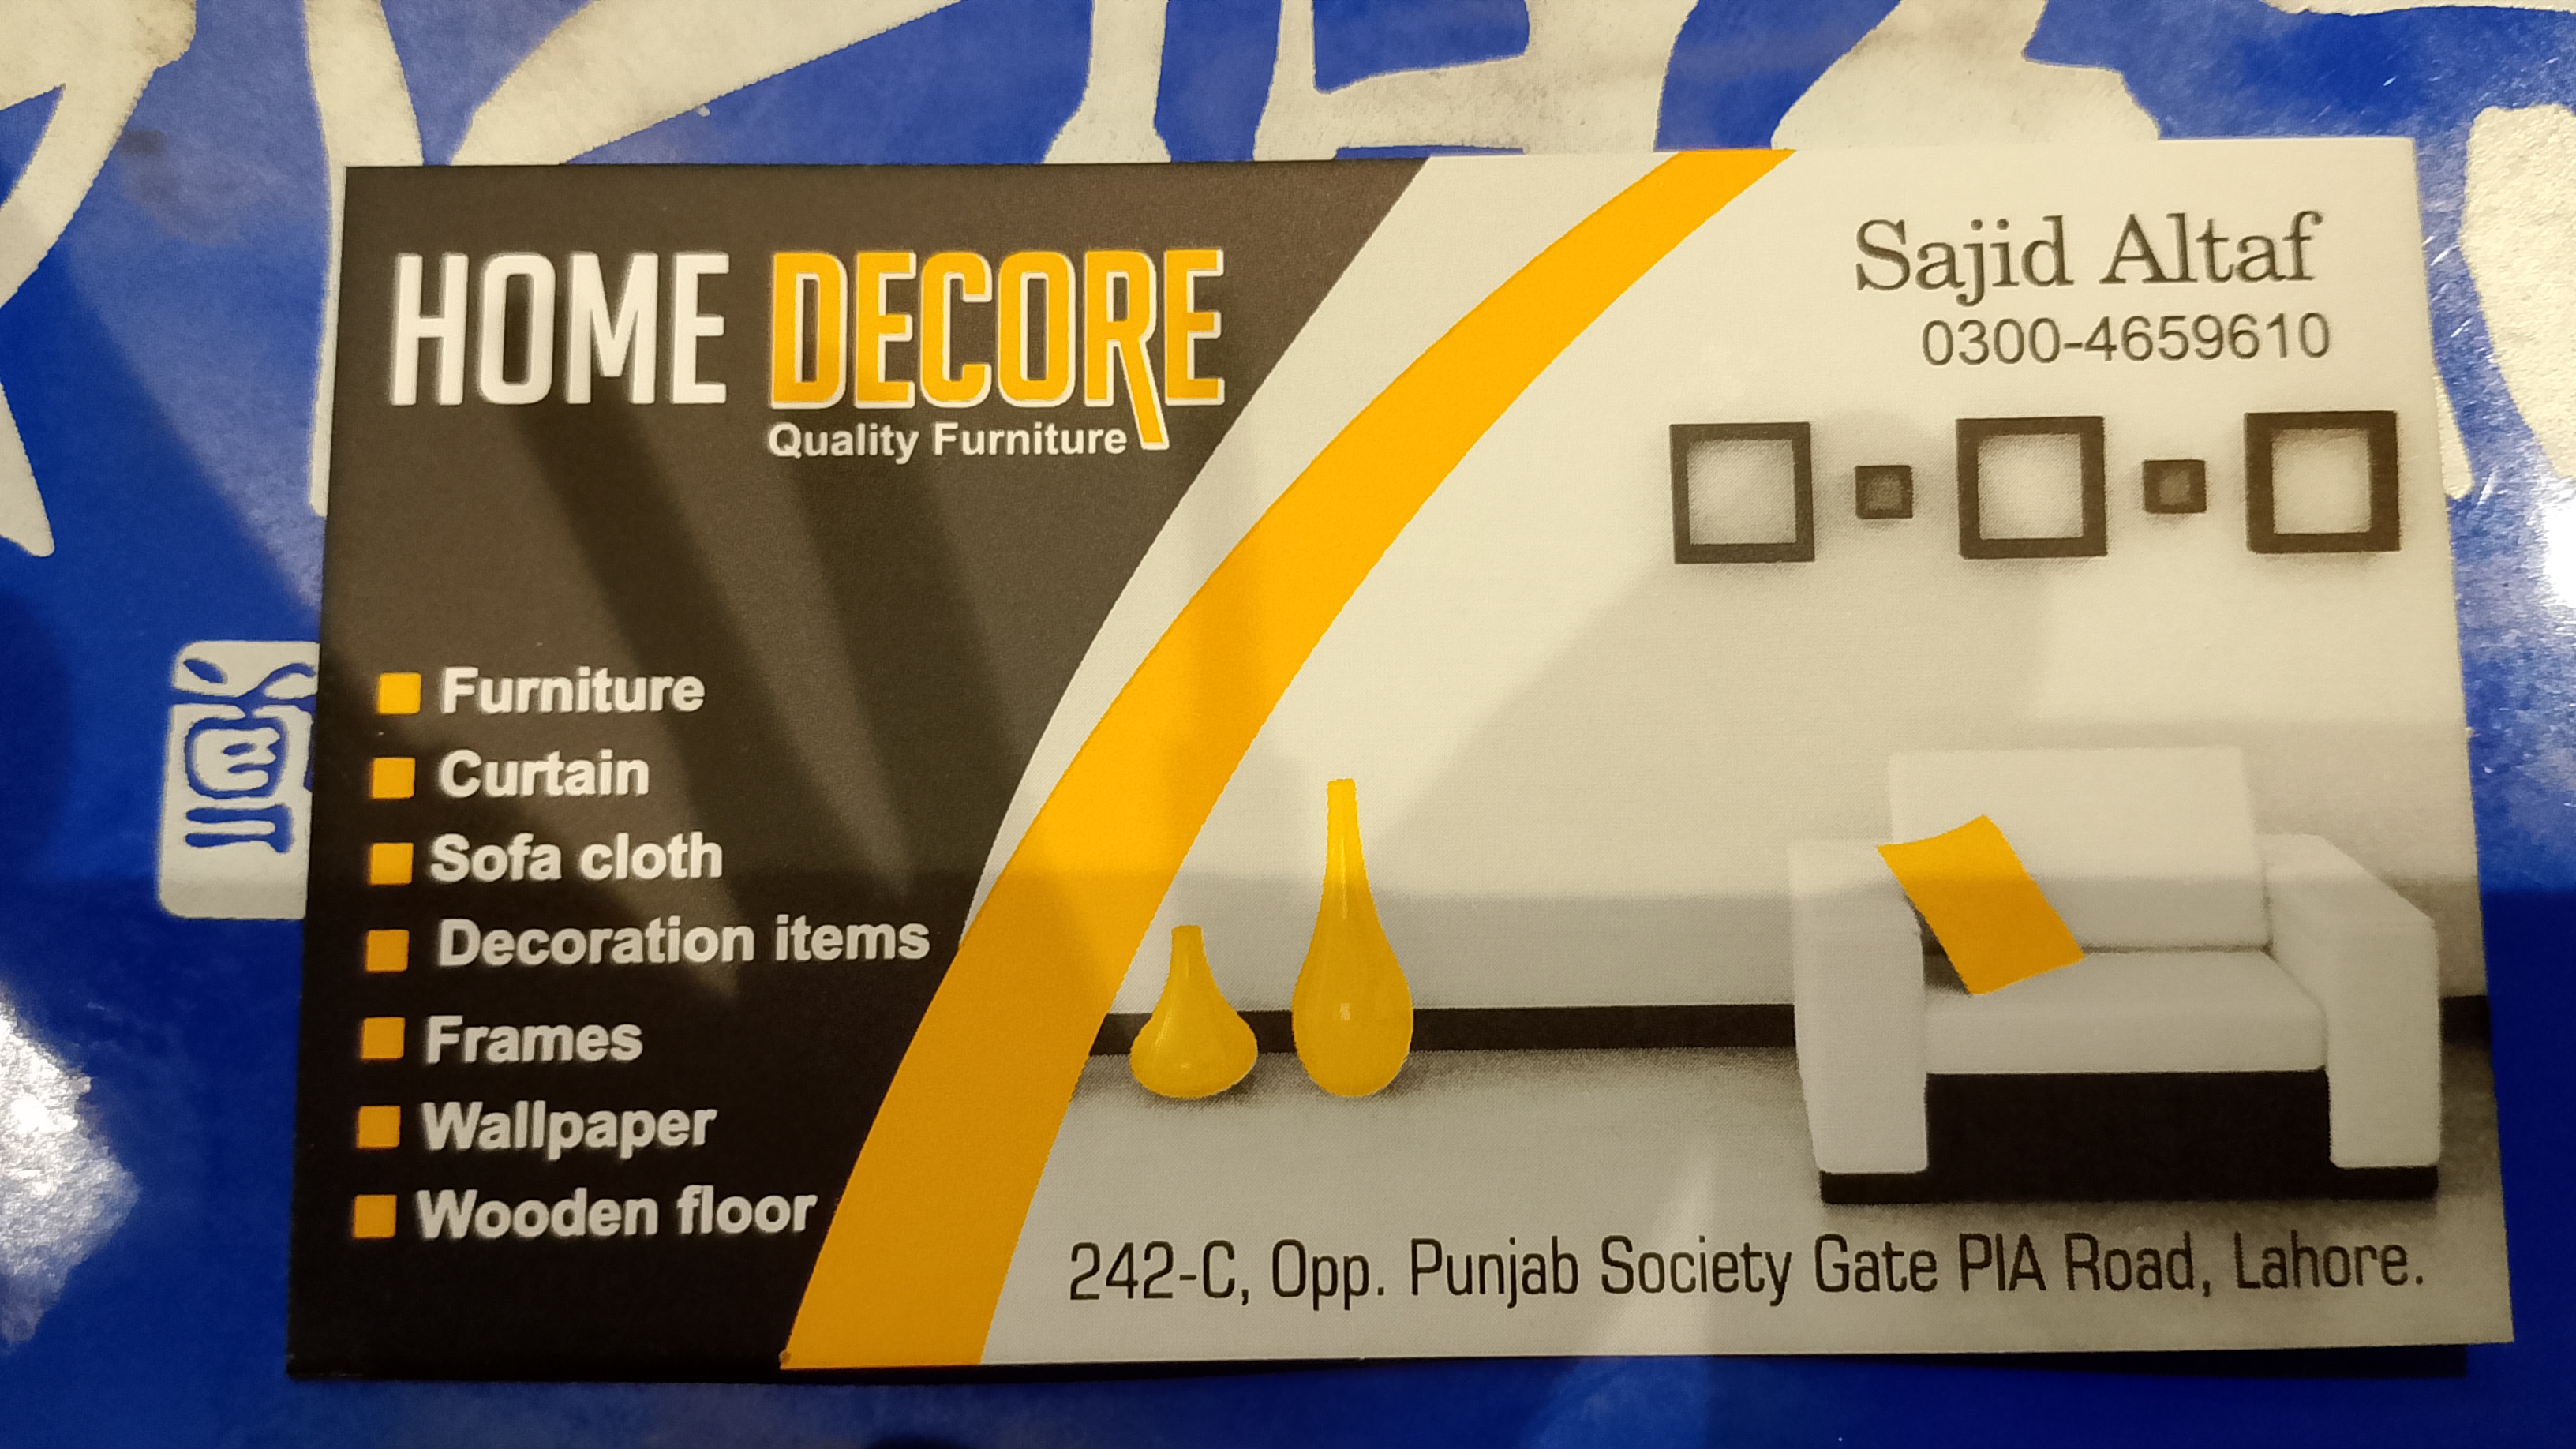 HOME DECORE
Quality Furniture
Sajid Altaf
0300-4659610
Furniture
Curtain
Sofa cloth
Decoration items
Frames
Wallpaper
Wooden floor
242-C, Opp. Punjab Society Gate PIA Road, Lahore.